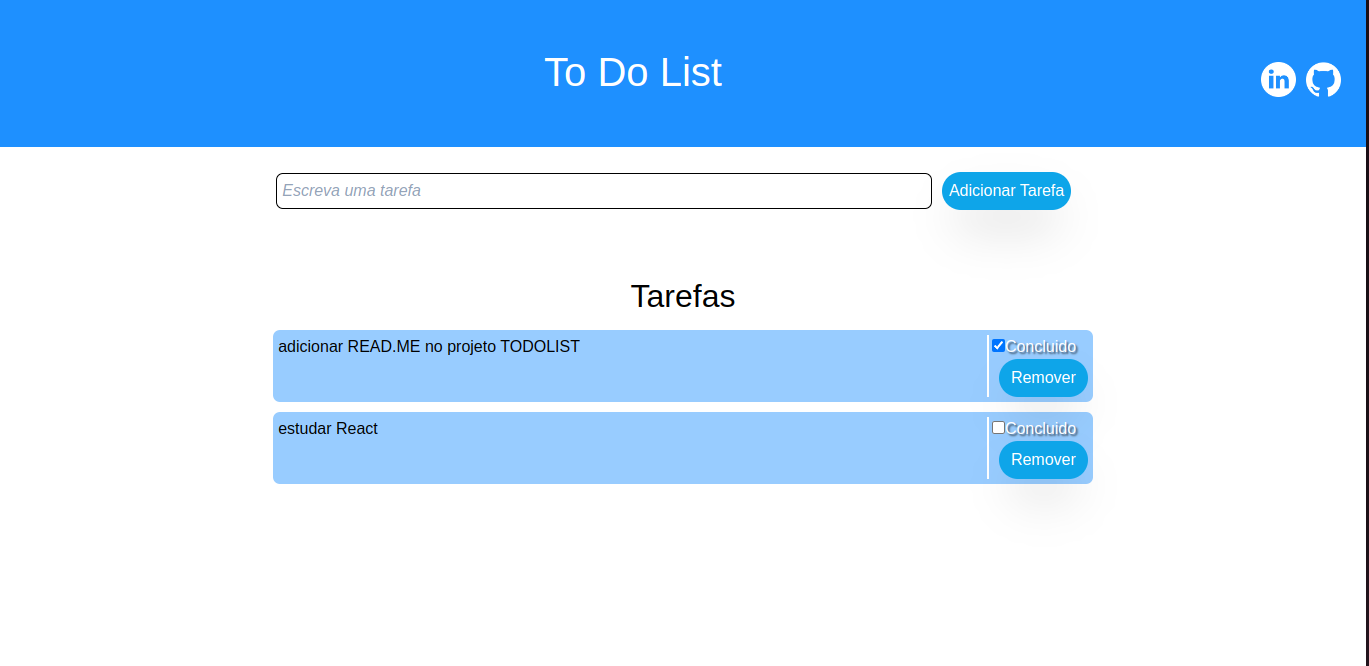 To Do List
in
Escreva uma tarefa
Adicionar Tarefa
Tarefas
adicionar READ.ME no projeto TODOLIST
Concluido
Remover
estudar React
Concluido
Remover